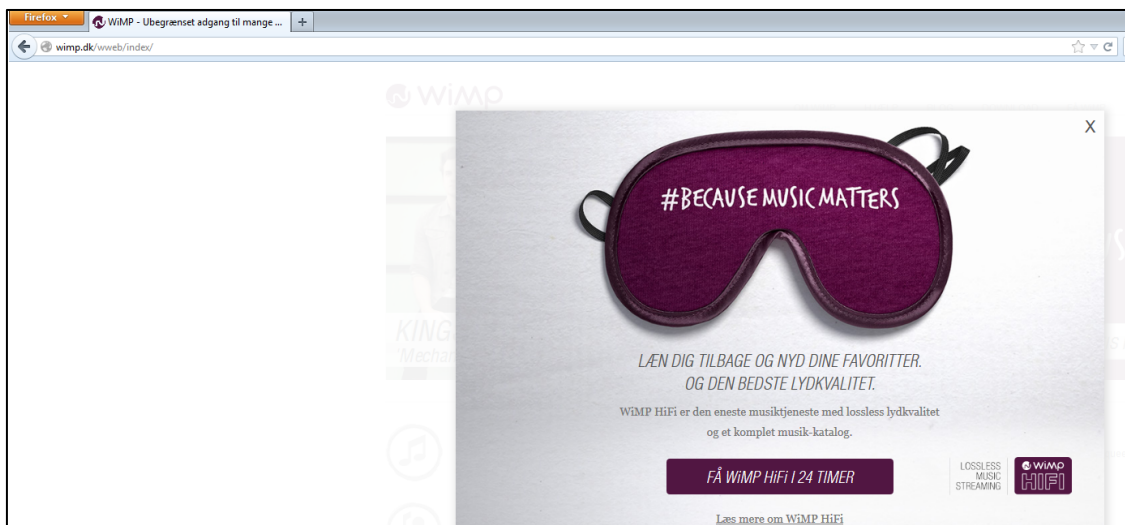 Firefox
WiMP - Ubegrænset adgang til mange ...
wimp.dk/wweb/index/
WiMP
X
#BECAUSE MUSIC MATTERS
KING
"Mechan
LÆN DIG TILBAGE OG NYD DINE FAVORITTER.
OG DEN BEDSTE LYDKVALITET.
WiMP HiFi er den eneste musiktjeneste med lossless lydkvalitet
og et komplet musik-katalog.
FÅ WiMP HiFi I 24 TIMER
LOSSLESS
MUSIC
STREAMING
WiMP
HIFI
Læs mere om WiMP HiFi